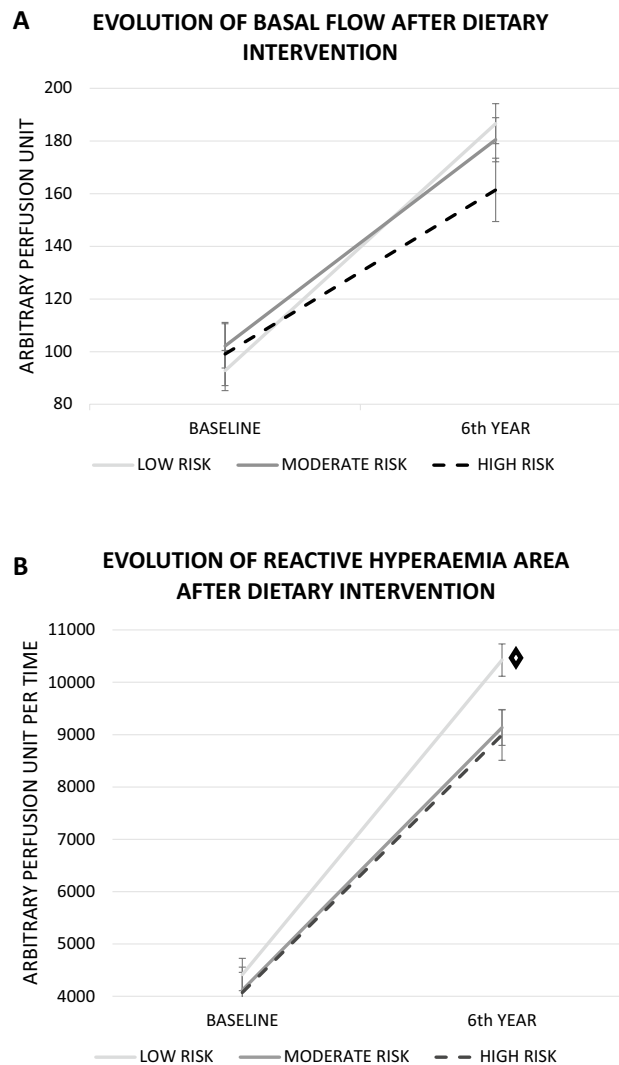 A
EVOLUTION OF BASAL FLOW AFTER DIETARY
INTERVENTION
ARBITRARY PERFUSION UNIT
200
180
160
140
120
100
80
BASELINE
6th YEAR
LOW RISK
MODERATE RISK
HIGH RISK
B
EVOLUTION OF REACTIVE HYPERAEMIA AREA
AFTER DIETARY INTERVENTION
ARBITRARY PERFUSION UNIT PER TIME
11000
10000
9000
8000
7000
6000
5000
4000
BASELINE
6th YEAR
LOW RISK
MODERATE RISK
HIGH RISK